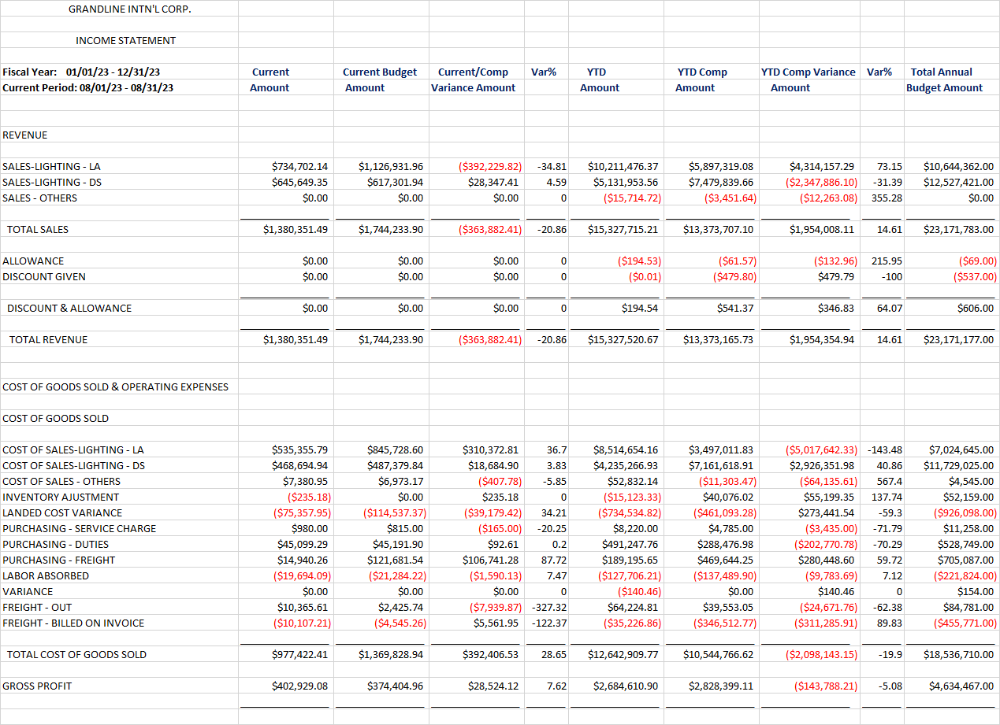 GRANDLINE INTN'L CORP.
INCOME STATEMENT
Fiscal Year: 01/01/23 - 12/31/23 Current Current Budget Current/Comp Var% YTD YTD Comp YTD Comp Variance Var% Total Annual
Current Period: 08/01/23 - 08/31/23 Amount Amount Variance Amount Amount Amount Amount Budget Amount
REVENUE
SALES-LIGHTING - LA $734,702.14 $1,126,931.96 ($392,229.82) -34.81 $10,211,476.37 $5,897,319.08 $4,314,157.29 73.15 $10,644,362.00
SALES-LIGHTING - DS $645,649.35 $617,301.94 $28,347.41 4.59 $5,131,953.56 $7,479,839.66 ($2,347,886.10) -31.39 $12,527,421.00
SALES - OTHERS $0.00 $0.00 $0.00 0 ($15,714.72) ($3,451.64) ($12,263.08) 355.28 $0.00
TOTAL SALES $1,380,351.49 $1,744,233.90 ($363,882.41) -20.86 $15,327,715.21 $13,373,707.10 $1,954,008.11 14.61 $23,171,783.00
ALLOWANCE $0.00 $0.00 $0.00 0 ($194.53) ($61.57) ($132.96) 215.95 ($69.00)
DISCOUNT GIVEN $0.00 $0.00 $0.00 0 ($0.01) ($479.80) $479.79 -100 ($537.00)
DISCOUNT & ALLOWANCE $0.00 $0.00 $0.00 0 $194.54 $541.37 $346.83 64.07 $606.00
TOTAL REVENUE $1,380,351.49 $1,744,233.90 ($363,882.41) -20.86 $15,327,520.67 $13,373,165.73 $1,954,354.94 14.61 $23,171,177.00
COST OF GOODS SOLD & OPERATING EXPENSES
COST OF GOODS SOLD
COST OF SALES-LIGHTING - LA $535,355.79 $845,728.60 $310,372.81 36.7 $8,514,654.16 $3,497,011.83 ($5,017,642.33) -143.48 $7,024,645.00
COST OF SALES-LIGHTING - DS $468,694.94 $487,379.84 $18,684.90 3.83 $4,235,266.93 $7,161,618.91 $2,926,351.98 40.86 $11,729,025.00
COST OF SALES - OTHERS $7,380.95 $6,973.17 ($407.78) -5.85 $52,832.14 ($11,303.47) ($64,135.61) 567.4 $4,545.00
INVENTORY AJUSTMENT ($235.18) $0.00 $235.18 0 ($15,123.33) $40,076.02 $55,199.35 137.74 $52,159.00
LANDED COST VARIANCE ($75,357.95) ($114,537.37) ($39,179.42) 34.21 ($734,534.82) ($461,093.28) $273,441.54 -59.3 ($926,098.00)
PURCHASING - SERVICE CHARGE $980.00 $815.00 ($165.00) -20.25 $8,220.00 $4,785.00 ($3,435.00) -71.79 $11,258.00
PURCHASING - DUTIES $45,099.29 $45,191.90 $92.61 0.2 $491,247.76 $288,476.98 ($202,770.78) -70.29 $528,749.00
PURCHASING - FREIGHT $14,940.26 $121,681.54 $106,741.28 87.72 $189,195.65 $469,644.25 $280,448.60 59.72 $705,087.00
LABOR ABSORBED ($19,694.09) ($21,284.22) ($1,590.13) 7.47 ($127,706.21) ($137,489.90) ($9,783.69) 7.12 ($221,824.00)
VARIANCE $0.00 $0.00 $0.00 0 ($140.46) $0.00 $140.46 0 $154.00
FREIGHT - OUT $10,365.61 $2,425.74 ($7,939.87) -327.32 $64,224.81 $39,553.05 ($24,671.76) -62.38 $84,781.00
FREIGHT - BILLED ON INVOICE ($10,107.21) ($4,545.26) $5,561.95 -122.37 ($35,226.86) ($346,512.77) ($311,285.91) 89.83 ($455,771.00)
TOTAL COST OF GOODS SOLD $977,422.41 $1,369,828.94 $392,406.53 28.65 $12,642,909.77 $10,544,766.62 ($2,098,143.15) -19.9 $18,536,710.00
GROSS PROFIT $402,929.08 $374,404.96 $28,524.12 7.62 $2,684,610.90 $2,828,399.11 ($143,788.21) -5.08 $4,634,467.00